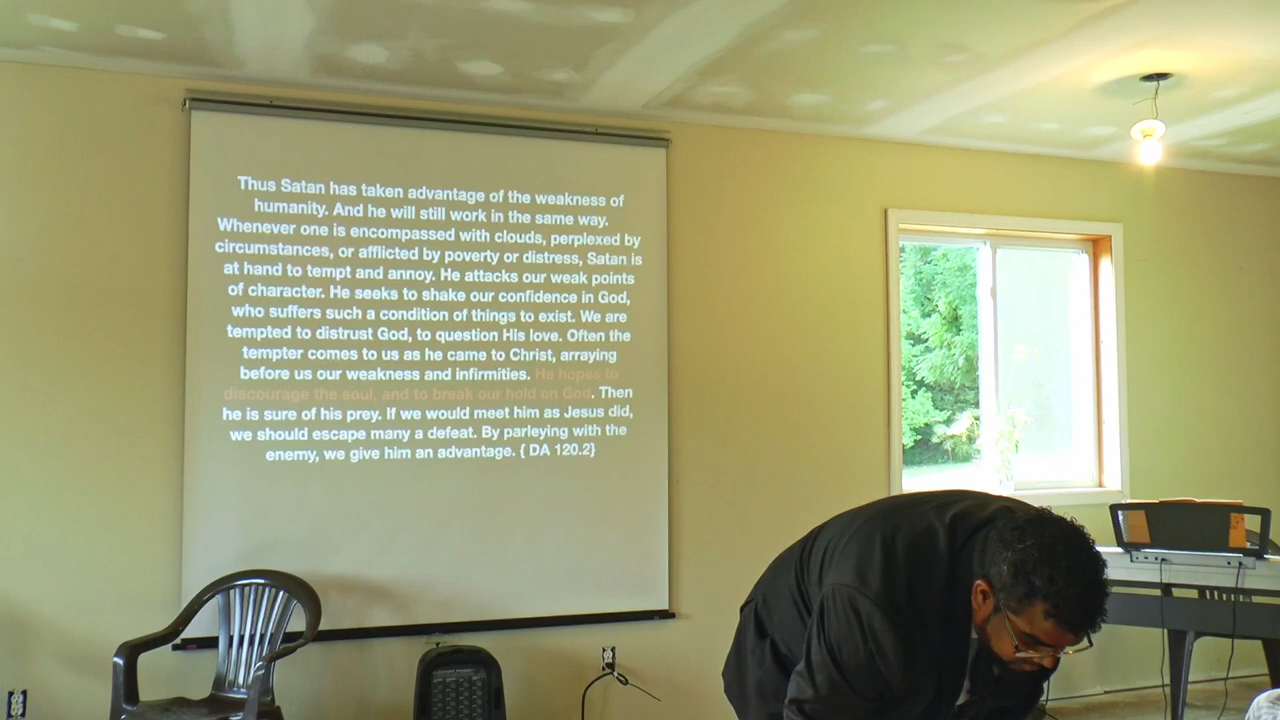 Thus Satan has taken advantage of the weakness of
humanity. And he will still work in the same way.
Whenever one is encompassed with clouds, perplexed by
circumstances, or afflicted by poverty or distress, Satan is
at hand to tempt and annoy. He attacks our weak points
of character. He seeks to shake our confidence in God,
who suffers such a condition of things to exist. We are
tempted to distrust God, to question His love. Often the
tempter comes to us as he came to Christ, arraying
before us our weakness and infirmities. He hopes to
discourage the soul, and to break our hold on God. Then
he is sure of his prey. If we would meet him as Jesus did,
we should escape many a defeat. By parleying with the
enemy, we give him an advantage. { DA 120.2}